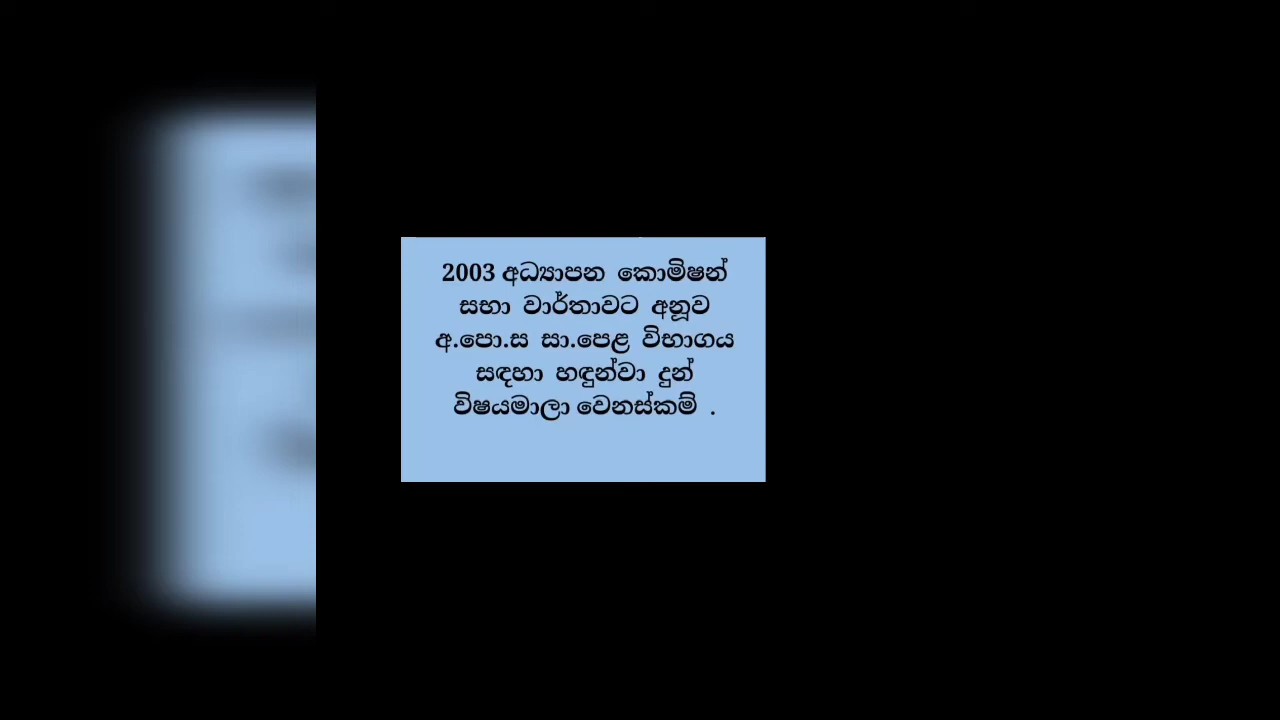 2003 අධ්‍යාපන කොමිෂන්
සභා වාර්තාවට අනූව
අ.පො.ස සා.පෙළ විභාගය
සඳහා හඳුන්වා දුන්
විෂයමාලා වෙනස්කම් .